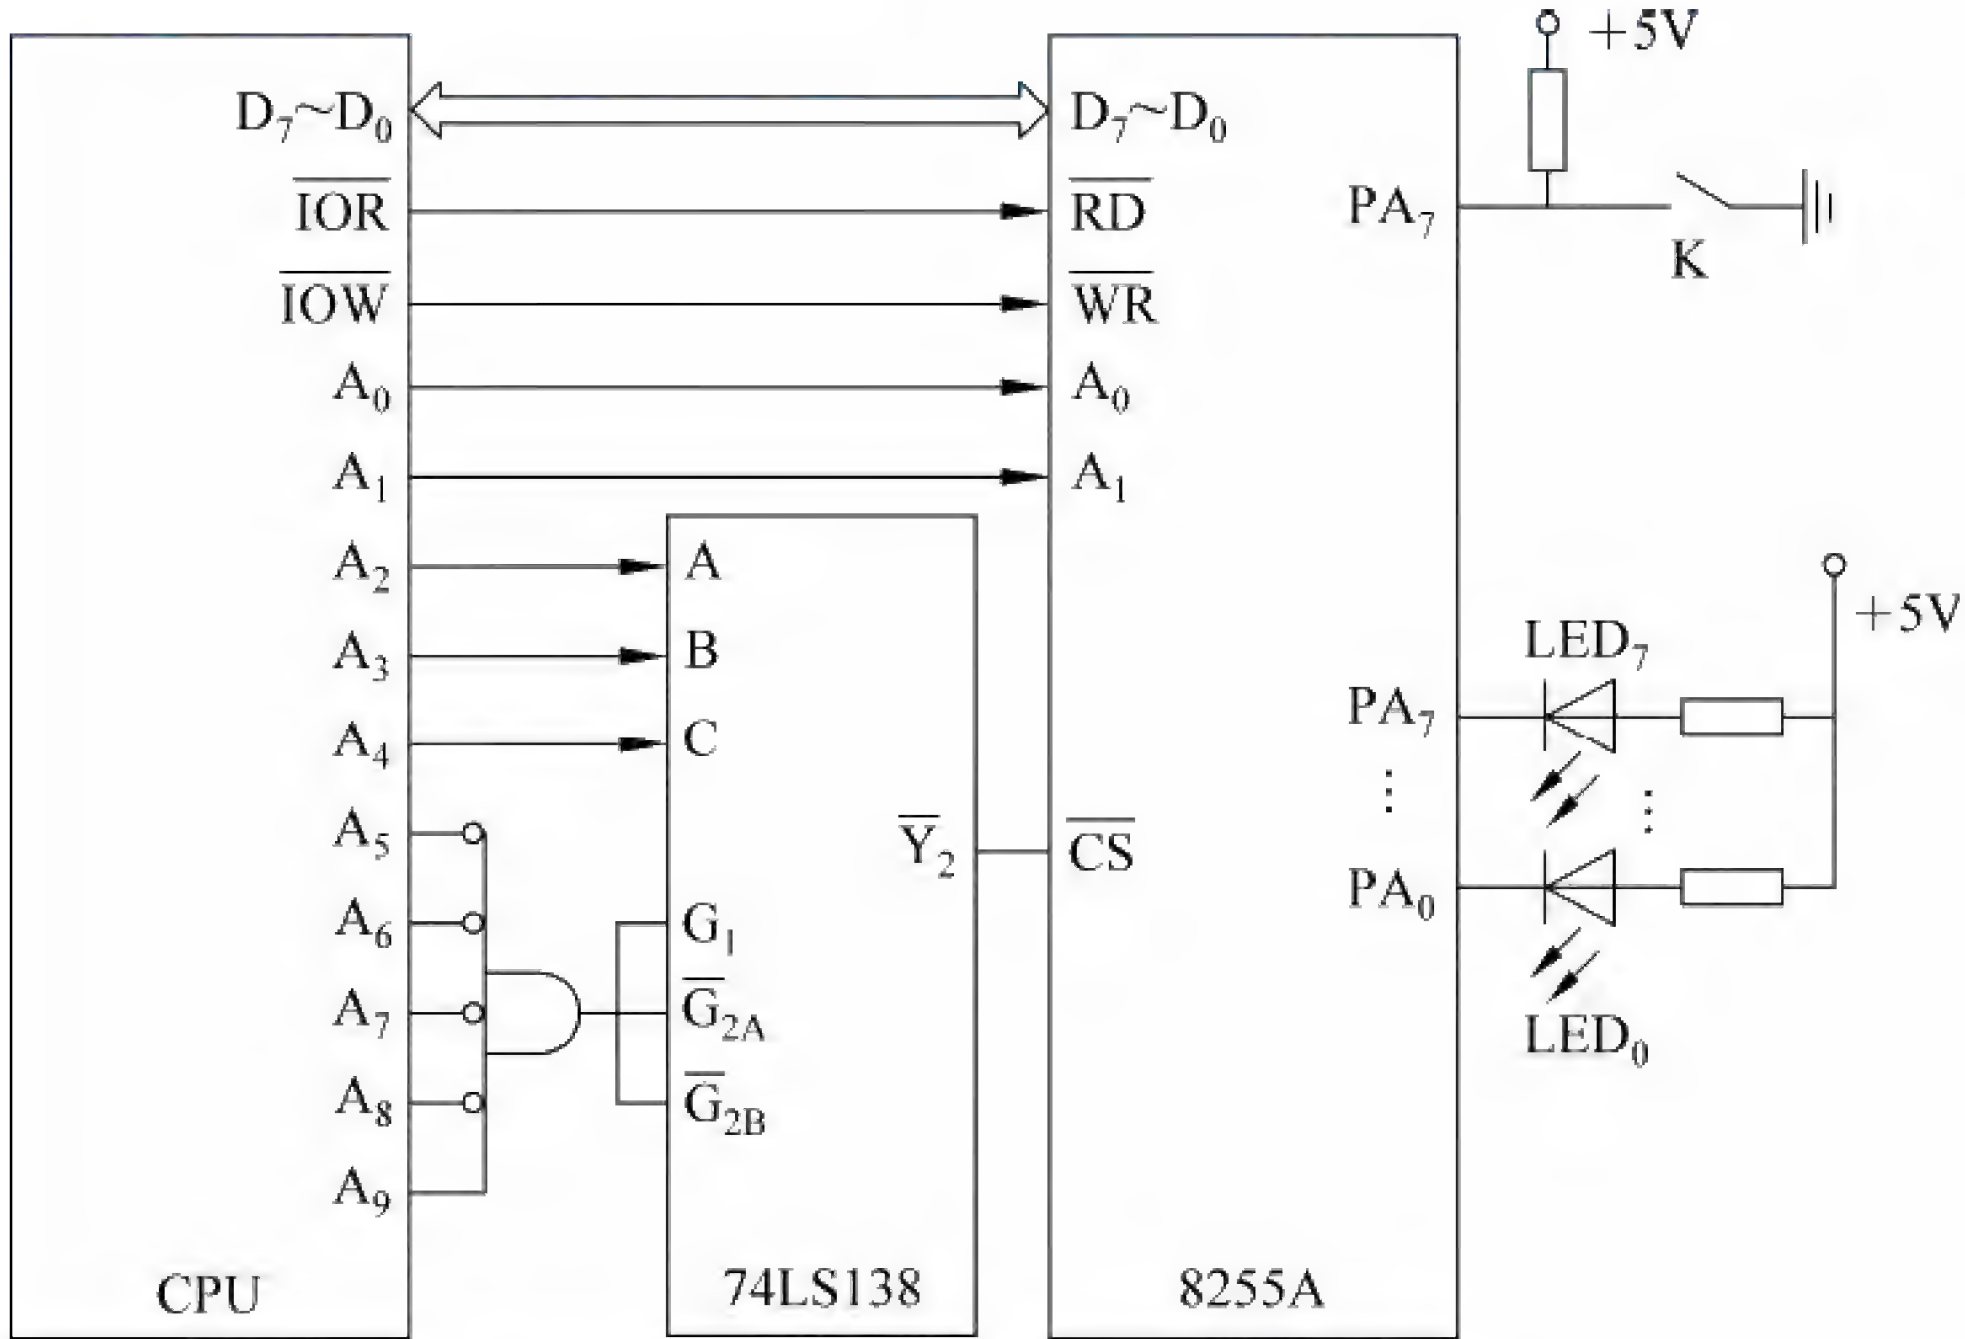 +5V
D₇~D₀
D₇~D₀
IOR
RD
PA₇
K
IOW
WR
A₀
A₀
A₁
A₁
A₂
A
+5V
LED₇
A₃
B
PA₇
A₄
C
⋮
⋮
A₅
Y₂
CS
PA₀
A₆
G₁
A₇
G₂A
LED₀
A₈
G₂B
A₉
CPU
74LS138
8255A